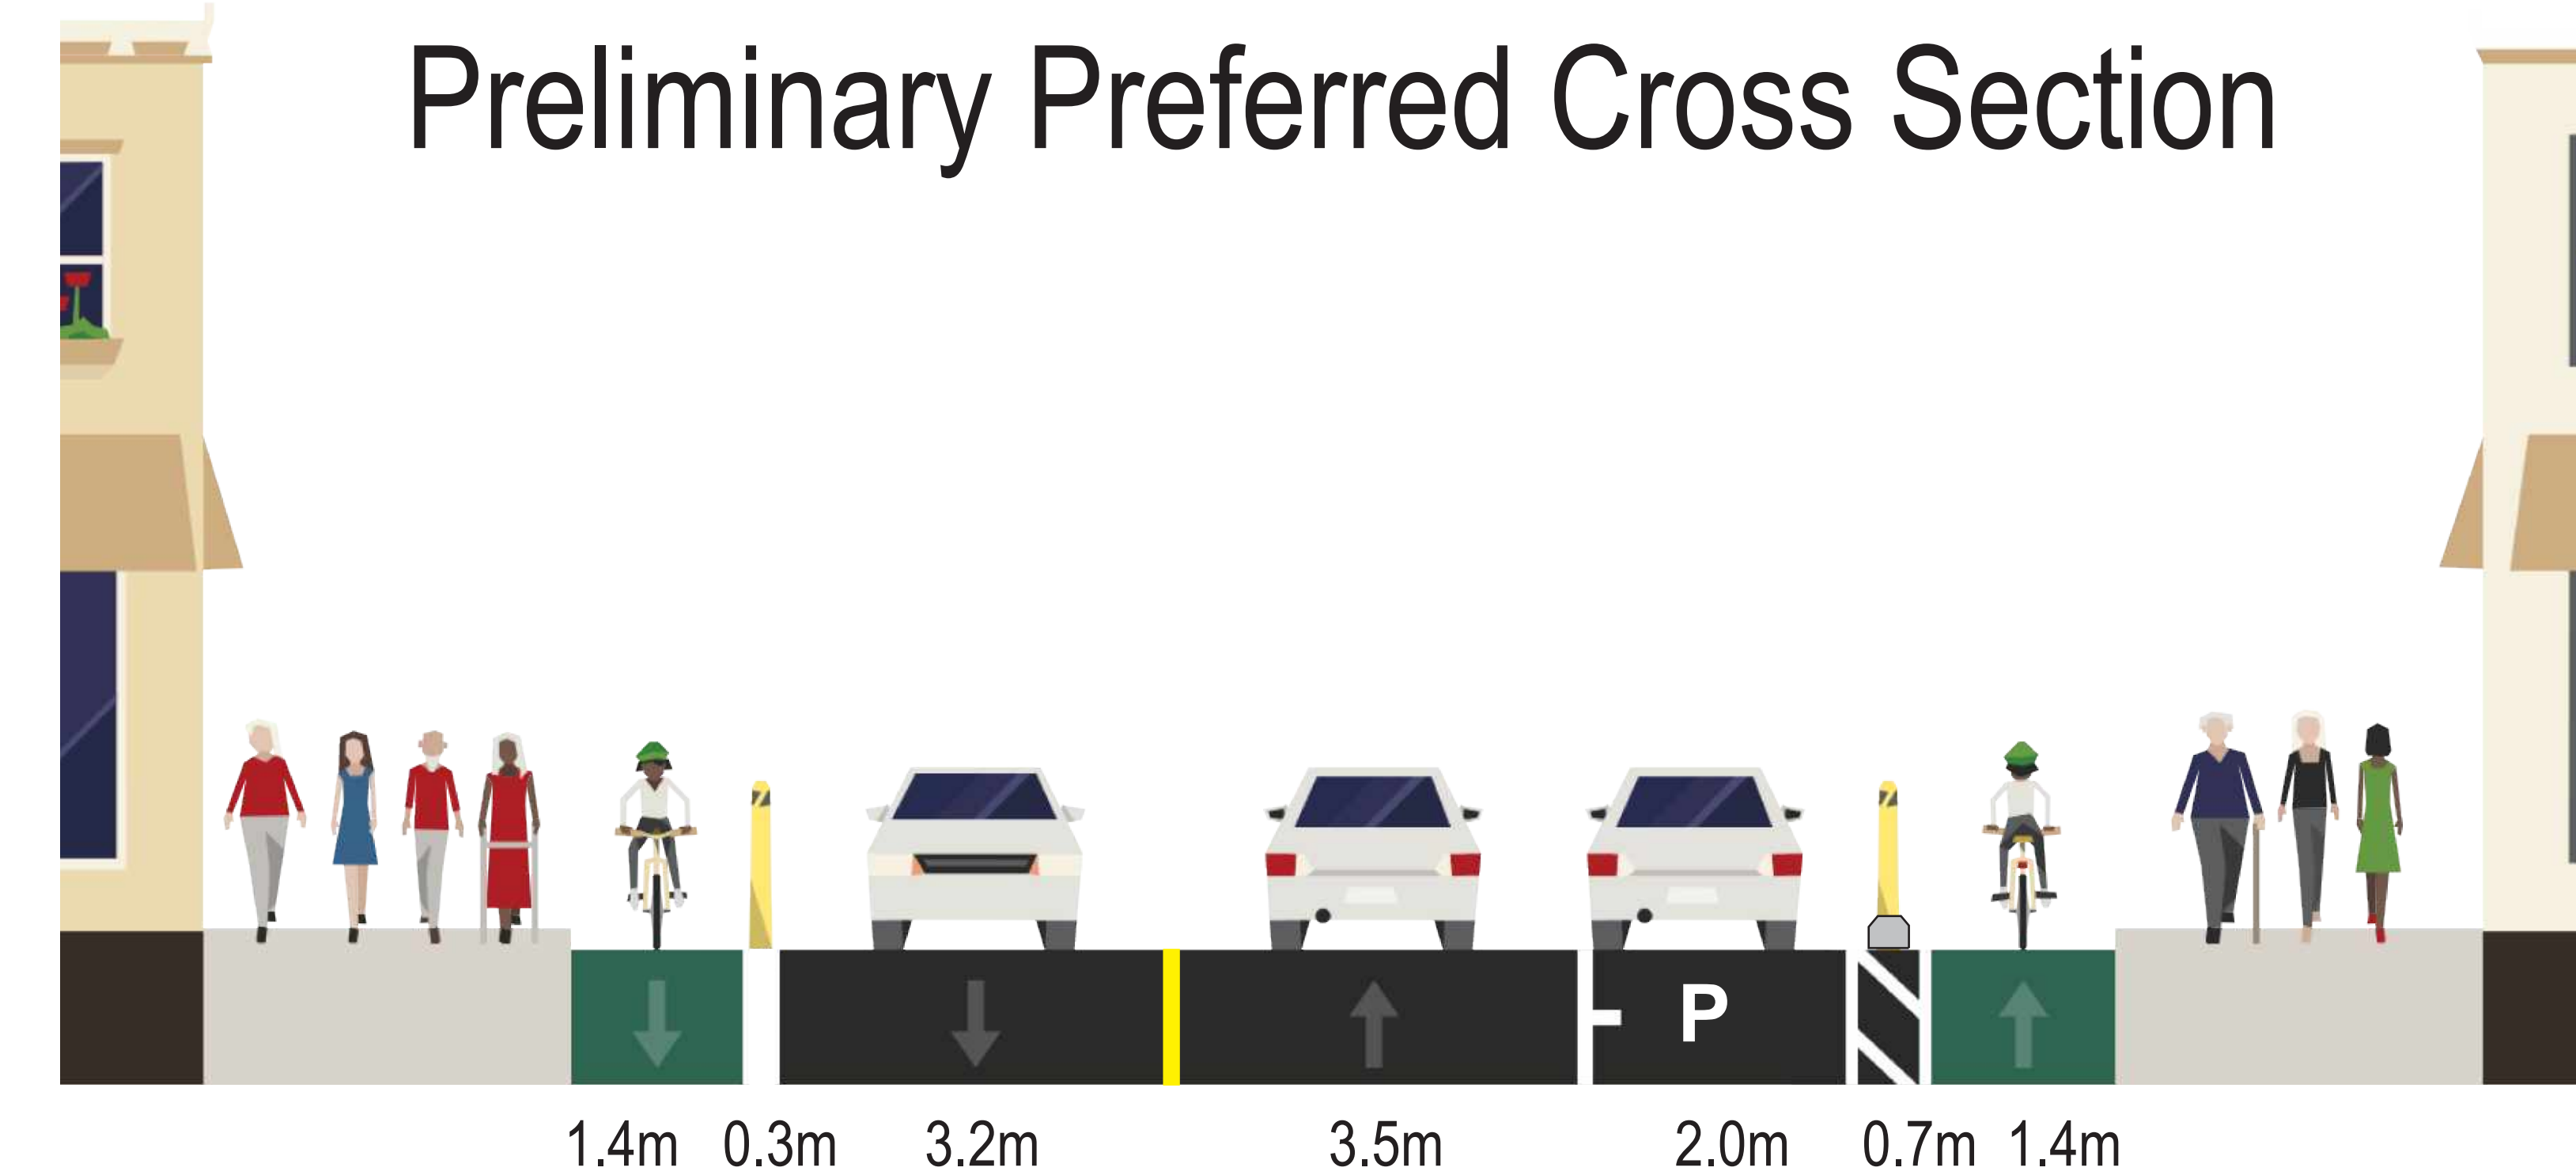 Preliminary Preferred Cross Section
P
1.4m 0.3m 3.2m 3.5m 2.0m 0.7m 1.4m